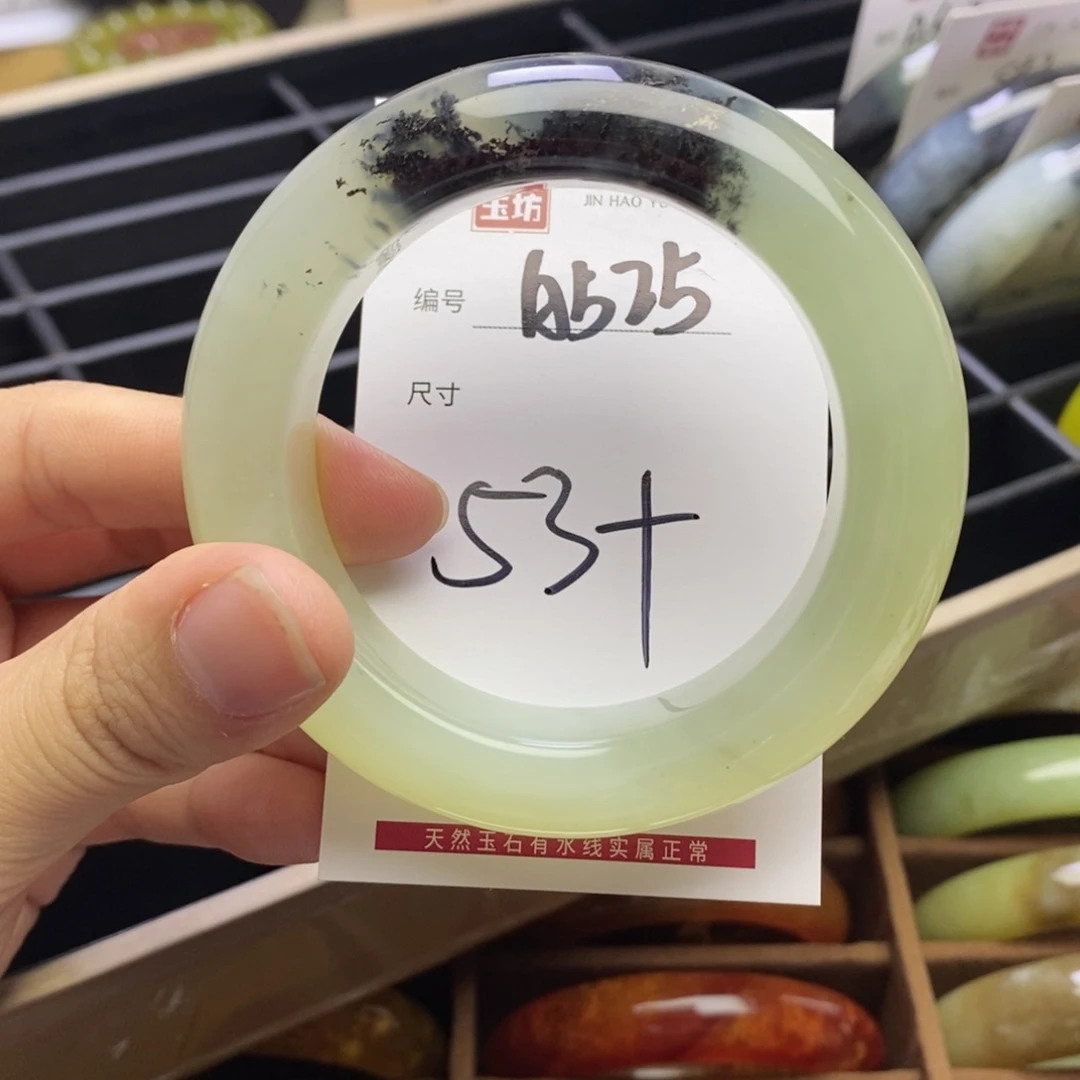 玉坊 JIN HAO YU
编号 A5575
尺寸
53+
天然玉石有水线实属正常